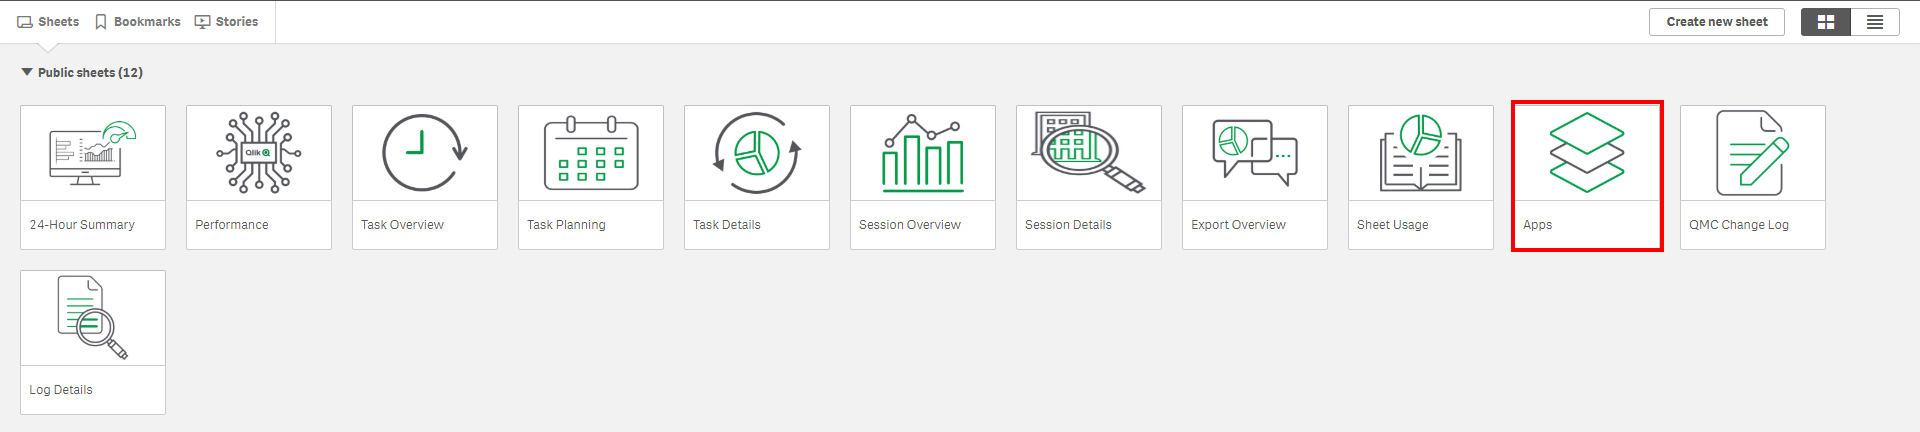 Sheets Bookmarks Stories Create new sheet
Public sheets (12)
Qlik
24-Hour Summary Performance Task Overview Task Planning Task Details Session Overview Session Details Export Overview Sheet Usage Apps QMC Change Log
Log Details